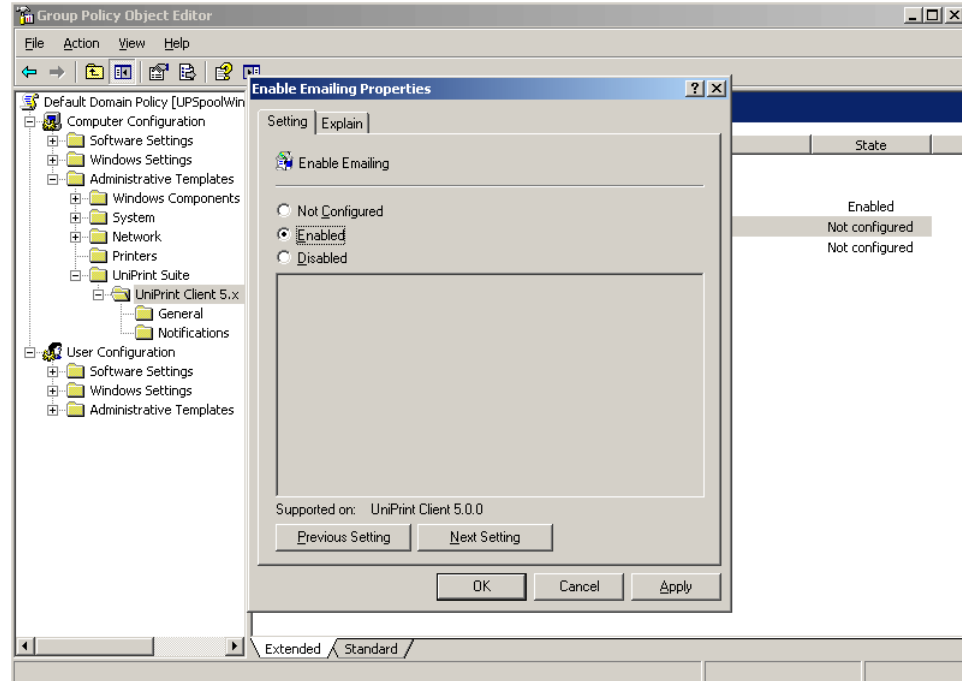 Group Policy Object Editor
File Action View Help
Default Domain Policy [UPSpoolWin
Computer Configuration
Software Settings
Windows Settings
Administrative Templates
Windows Components
System
Network
Printers
UniPrint Suite
UniPrint Client 5.x
General
Notifications
User Configuration
Software Settings
Windows Settings
Administrative Templates
Enable Emailing Properties
Setting Explain
Enable Emailing
Not Configured
Enabled
Disabled
Supported on: UniPrint Client 5.0.0
Previous Setting Next Setting
OK Cancel Apply
State
Enabled
Not configured
Not configured
Extended Standard